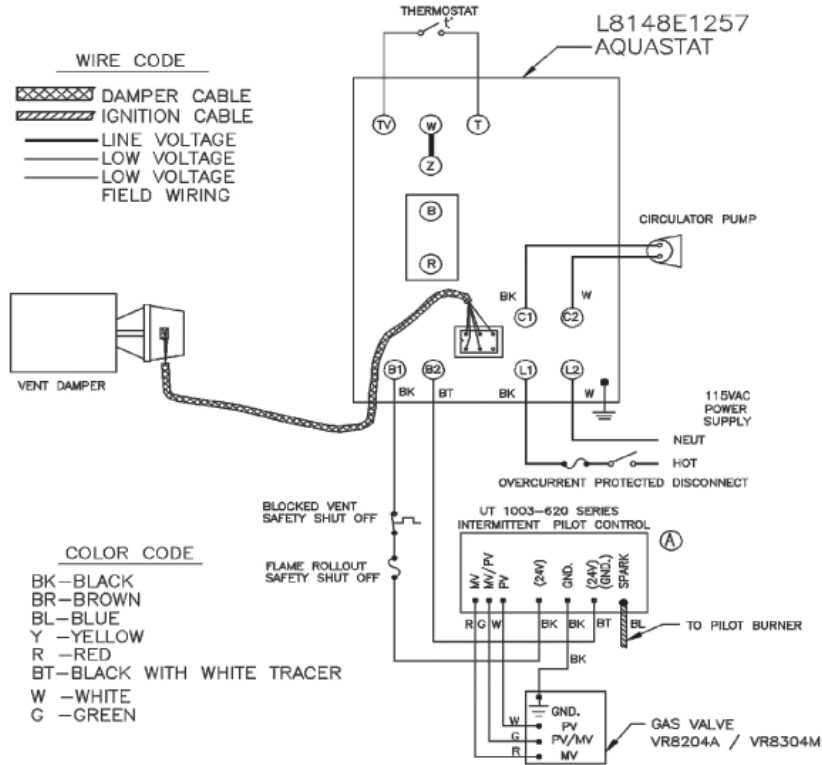 THERMOSTAT
t°
L8148E1257
AQUASTAT
WIRE CODE
DAMPER CABLE
IGNITION CABLE
LINE VOLTAGE
LOW VOLTAGE
LOW VOLTAGE
FIELD WIRING
TV
W
T
Z
B
R
CIRCULATOR PUMP
BK
W
C1
C2
VENT DAMPER
B1
B2
L1
L2
BK
BT
BK
W
115VAC
POWER
SUPPLY
NEUT
HOT
OVERCURRENT PROTECTED DISCONNECT
BLOCKED VENT
SAFETY SHUT OFF
FLAME ROLLOUT
SAFETY SHUT OFF
UT 1003-620 SERIES
INTERMITTENT PILOT CONTROL
A
MV
MV/PV
PV
(24V)
GND.
(24V)
(GND.)
SPARK
R G W
BK
BK
BT
BL
TO PILOT BURNER
BK
COLOR CODE
BK-BLACK
BR-BROWN
BL-BLUE
Y -YELLOW
R -RED
BT-BLACK WITH WHITE TRACER
W -WHITE
G -GREEN
GND.
W
PV
G
PV/MV
R
MV
GAS VALVE
VR8204A / VR8304M